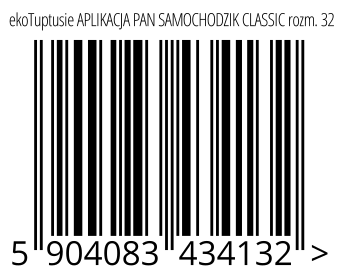 ekoTuptusie APLIKACJA PAN SAMOCHODZIK CLASSIC rozm. 32
5 904083 434132 >